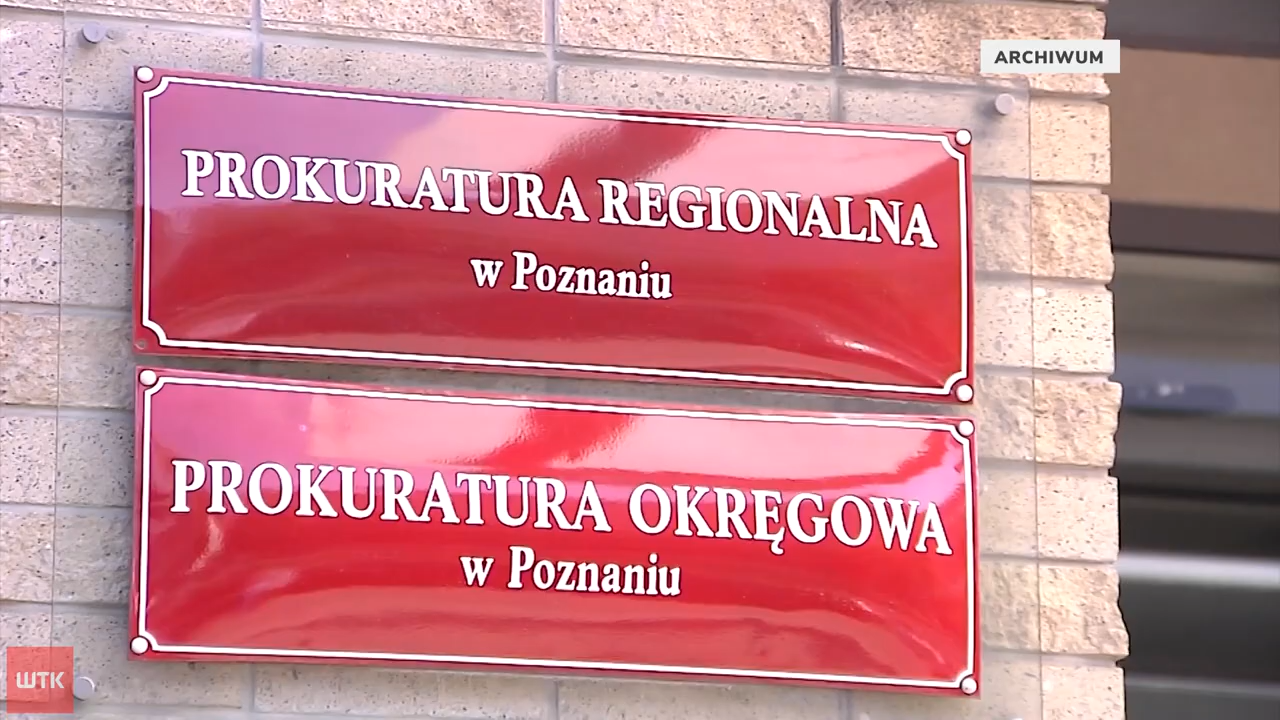 ARCHIWUM
PROKURATURA REGIONALNA
w Poznaniu
PROKURATURA OKRĘGOWA
w Poznaniu
WTK